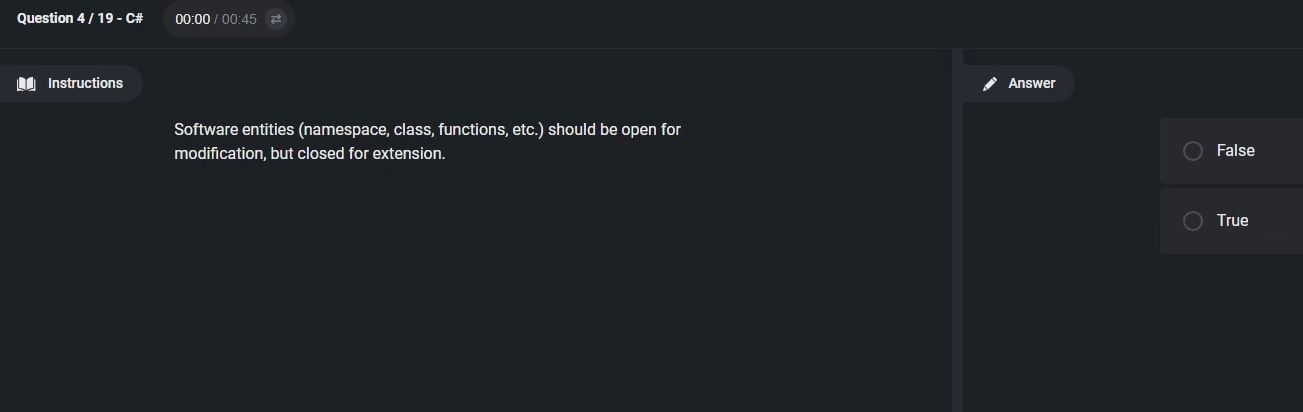 Question 4 / 19 - C#
00:00 / 00:45
Instructions
Software entities (namespace, class, functions, etc.) should be open for
modification, but closed for extension.
Answer
False
True